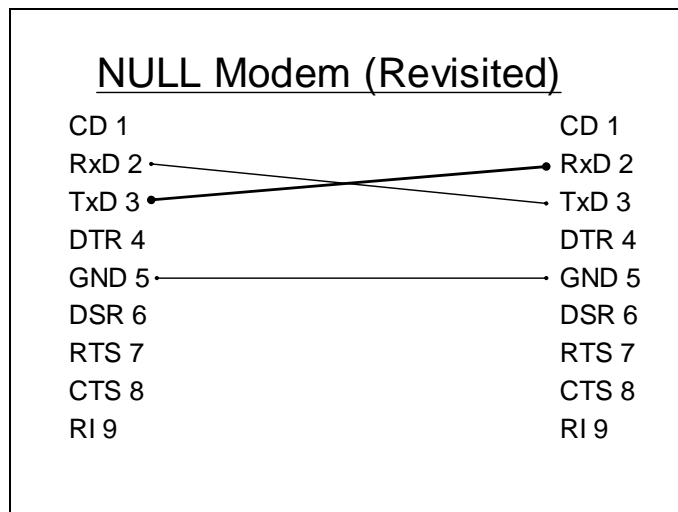 NULL Modem (Revisited)
CD 1 CD 1
RxD 2 RxD 2
TxD 3 TxD 3
DTR 4 DTR 4
GND 5 GND 5
DSR 6 DSR 6
RTS 7 RTS 7
CTS 8 CTS 8
RI 9 RI 9